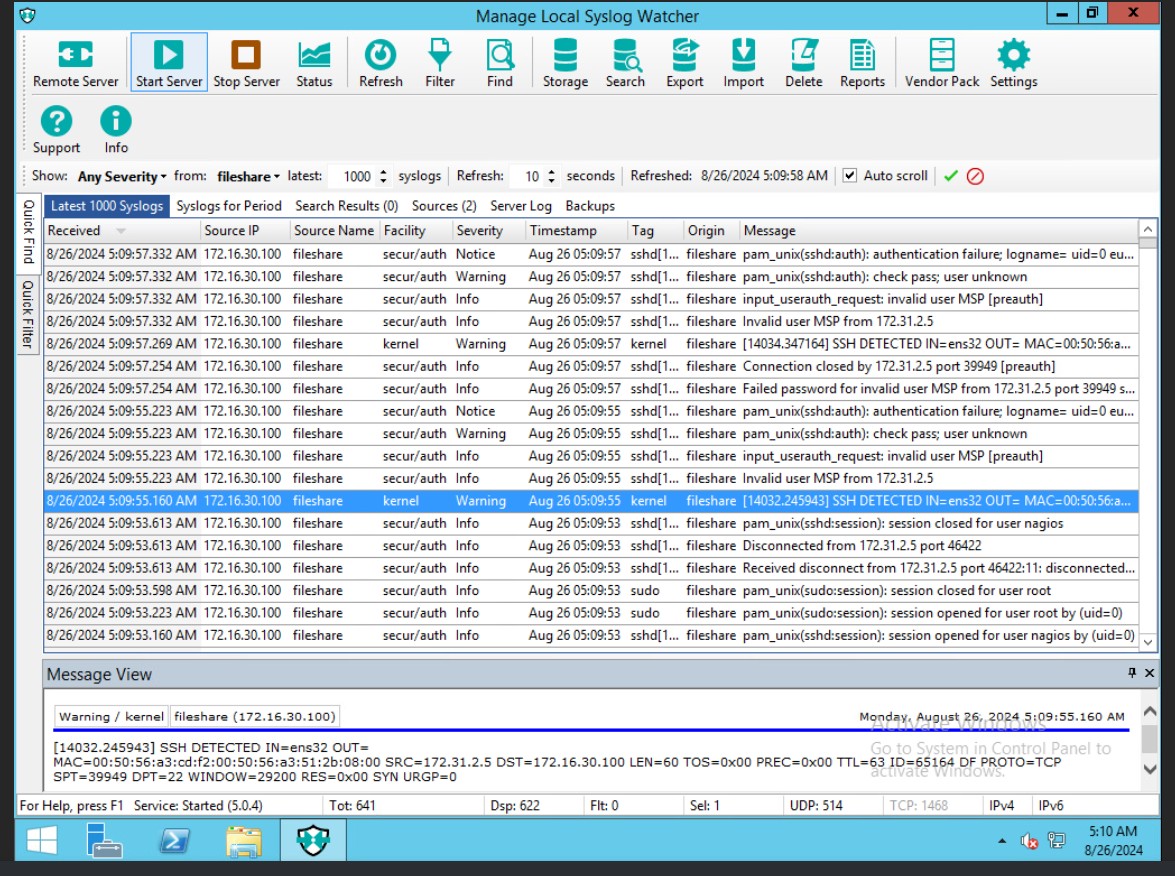 Manage Local Syslog Watcher
Remote Server Start Server Stop Server Status Refresh Filter Find Storage Search Export Import Delete Reports Vendor Pack Settings
Support Info
Show: Any Severity from: fileshare latest: 1000 syslogs Refresh: 10 seconds Refreshed: 8/26/2024 5:09:58 AM Auto scroll
Quick Find
Quick Filter
Latest 1000 Syslogs Syslogs for Period Search Results (0) Sources (2) Server Log Backups
Received Source IP Source Name Facility Severity Timestamp Tag Origin Message
8/26/2024 5:09:57.332 AM 172.16.30.100 fileshare secur/auth Notice Aug 26 05:09:57 sshd[1... fileshare pam_unix(sshd:auth): authentication failure; logname= uid=0 eu...
8/26/2024 5:09:57.332 AM 172.16.30.100 fileshare secur/auth Warning Aug 26 05:09:57 sshd[1... fileshare pam_unix(sshd:auth): check pass; user unknown
8/26/2024 5:09:57.332 AM 172.16.30.100 fileshare secur/auth Info Aug 26 05:09:57 sshd[1... fileshare input_userauth_request: invalid user MSP [preauth]
8/26/2024 5:09:57.332 AM 172.16.30.100 fileshare secur/auth Info Aug 26 05:09:57 sshd[1... fileshare Invalid user MSP from 172.31.2.5
8/26/2024 5:09:57.269 AM 172.16.30.100 fileshare kernel Warning Aug 26 05:09:57 kernel fileshare [14034.347164] SSH DETECTED IN=ens32 OUT= MAC=00:50:56:a...
8/26/2024 5:09:57.254 AM 172.16.30.100 fileshare secur/auth Info Aug 26 05:09:57 sshd[1... fileshare Connection closed by 172.31.2.5 port 39949 [preauth]
8/26/2024 5:09:57.254 AM 172.16.30.100 fileshare secur/auth Info Aug 26 05:09:57 sshd[1... fileshare Failed password for invalid user MSP from 172.31.2.5 port 39949 s...
8/26/2024 5:09:55.223 AM 172.16.30.100 fileshare secur/auth Notice Aug 26 05:09:55 sshd[1... fileshare pam_unix(sshd:auth): authentication failure; logname= uid=0 eu...
8/26/2024 5:09:55.223 AM 172.16.30.100 fileshare secur/auth Warning Aug 26 05:09:55 sshd[1... fileshare pam_unix(sshd:auth): check pass; user unknown
8/26/2024 5:09:55.223 AM 172.16.30.100 fileshare secur/auth Info Aug 26 05:09:55 sshd[1... fileshare input_userauth_request: invalid user MSP [preauth]
8/26/2024 5:09:55.223 AM 172.16.30.100 fileshare secur/auth Info Aug 26 05:09:55 sshd[1... fileshare Invalid user MSP from 172.31.2.5
8/26/2024 5:09:55.160 AM 172.16.30.100 fileshare kernel Warning Aug 26 05:09:55 kernel fileshare [14032.245943] SSH DETECTED IN=ens32 OUT= MAC=00:50:56:a...
8/26/2024 5:09:53.613 AM 172.16.30.100 fileshare secur/auth Info Aug 26 05:09:53 sshd[1... fileshare pam_unix(sshd:session): session closed for user nagios
8/26/2024 5:09:53.613 AM 172.16.30.100 fileshare secur/auth Info Aug 26 05:09:53 sshd[1... fileshare Disconnected from 172.31.2.5 port 46422
8/26/2024 5:09:53.613 AM 172.16.30.100 fileshare secur/auth Info Aug 26 05:09:53 sshd[1... fileshare Received disconnect from 172.31.2.5 port 46422:11: disconnected...
8/26/2024 5:09:53.598 AM 172.16.30.100 fileshare secur/auth Info Aug 26 05:09:53 sudo fileshare pam_unix(sudo:session): session closed for user root
8/26/2024 5:09:53.223 AM 172.16.30.100 fileshare secur/auth Info Aug 26 05:09:53 sudo fileshare pam_unix(sudo:session): session opened for user root by (uid=0)
8/26/2024 5:09:53.160 AM 172.16.30.100 fileshare secur/auth Info Aug 26 05:09:53 sshd[1... fileshare pam_unix(sshd:session): session opened for user nagios by (uid=0)
Message View
Warning / kernel fileshare (172.16.30.100) Monday, August 26, 2024 5:09:55.160 AM
Activate Windows
Go to System in Control Panel to
activate Windows.
[14032.245943] SSH DETECTED IN=ens32 OUT=
MAC=00:50:56:a3:cd:f2:00:50:56:a3:51:2b:08:00 SRC=172.31.2.5 DST=172.16.30.100 LEN=60 TOS=0x00 PREC=0x00 TTL=63 ID=65164 DF PROTO=TCP
SPT=39949 DPT=22 WINDOW=29200 RES=0x00 SYN URGP=0
For Help, press F1 Service: Started (5.0.4) Tot: 641 Dsp: 622 Flt: 0 Sel: 1 UDP: 514 TCP: 1468 IPv4 IPv6
5:10 AM
8/26/2024